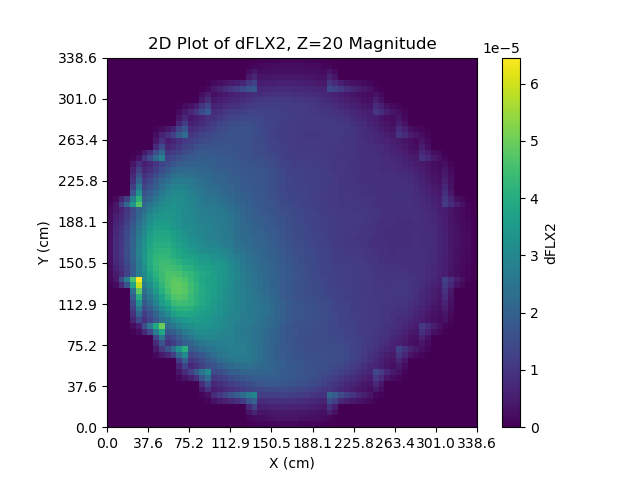 2D Plot of dFLX2, Z=20 Magnitude
1e−5
338.6
301.0
263.4
225.8
188.1
150.5
112.9
75.2
37.6
0.0
Y (cm)
0.0 37.6 75.2 112.9 150.5 188.1 225.8 263.4 301.0 338.6
X (cm)
6
5
4
3
2
1
0
dFLX2